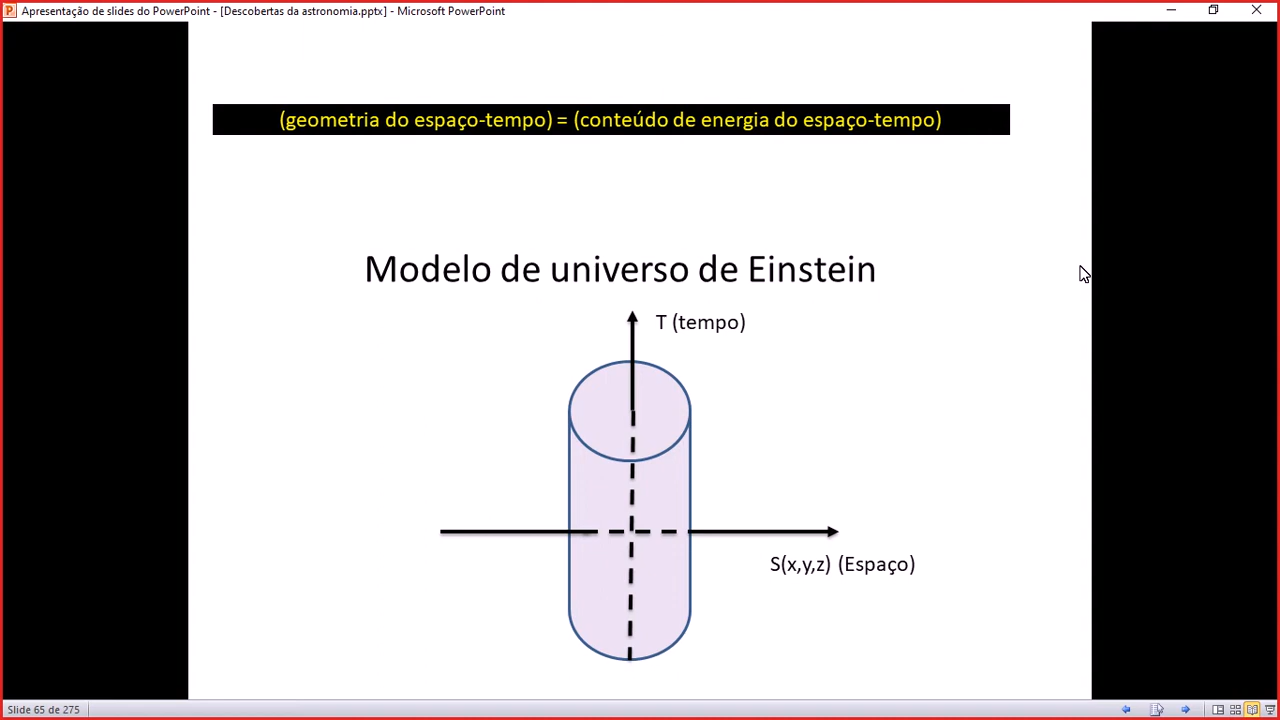 Apresentação de slides do PowerPoint - [Descobertas da astronomia.pptx] - Microsoft PowerPoint
(geometria do espaço-tempo) = (conteúdo de energia do espaço-tempo)
Modelo de universo de Einstein
T (tempo)
S(x,y,z) (Espaço)
Slide 65 de 275